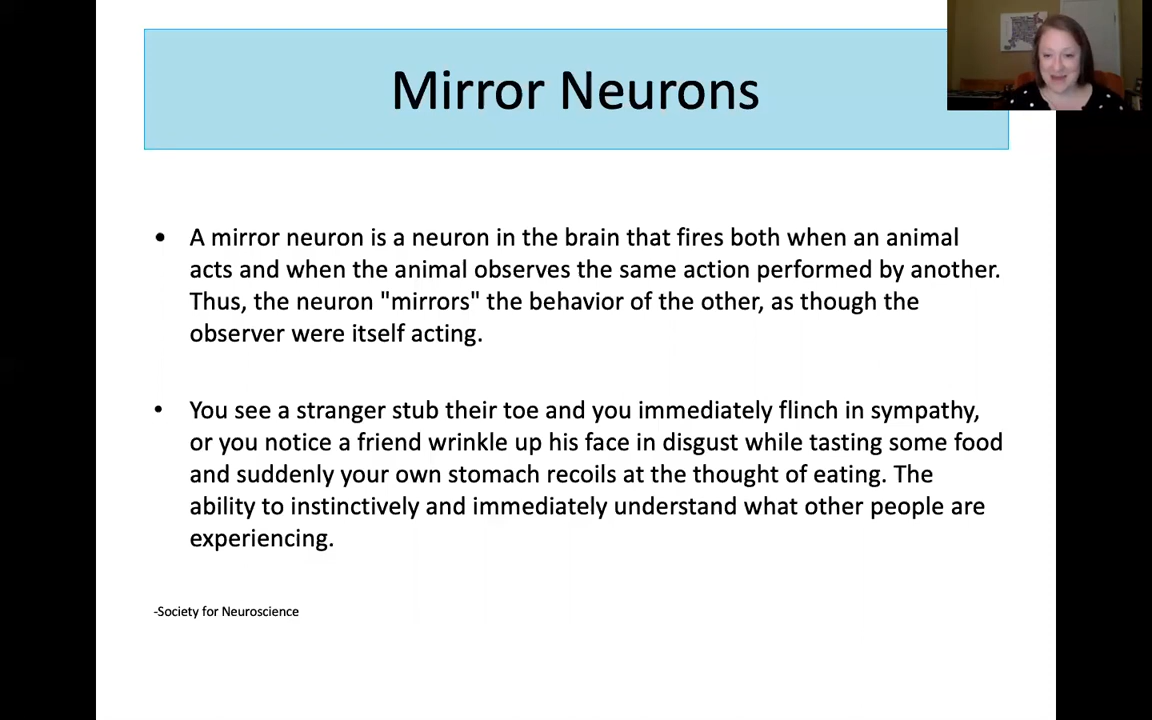 Mirror Neurons
• A mirror neuron is a neuron in the brain that fires both when an animal
acts and when the animal observes the same action performed by another.
Thus, the neuron "mirrors" the behavior of the other, as though the
observer were itself acting.
• You see a stranger stub their toe and you immediately flinch in sympathy,
or you notice a friend wrinkle up his face in disgust while tasting some food
and suddenly your own stomach recoils at the thought of eating. The
ability to instinctively and immediately understand what other people are
experiencing.
-Society for Neuroscience